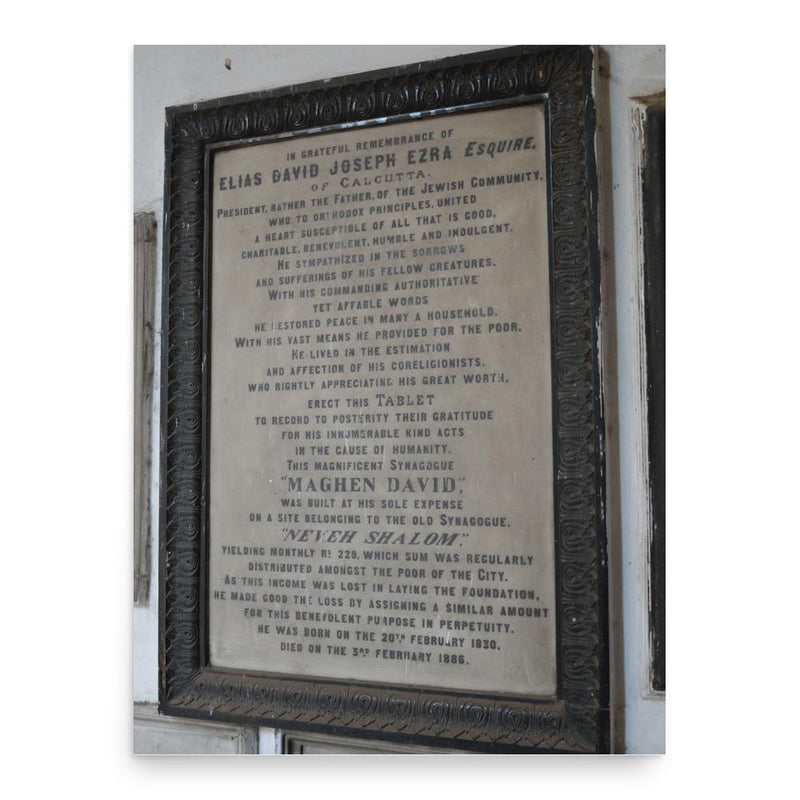 IN GRATEFUL REMEMBRANCE OF
ELIAS DAVID JOSEPH EZRA ESQUIRE.
OF CALCUTTA.
PRESIDENT, RATHER THE FATHER, OF THE JEWISH COMMUNITY,
WHO, TO ORTHODOX PRINCIPLES, UNITED
A HEART SUSCEPTIBLE OF ALL THAT IS GOOD.
CHARITABLE, BENEVOLENT, HUMBLE AND INDULGENT.
HE SYMPATHIZED IN THE SORROWS
AND SUFFERINGS OF HIS FELLOW CREATURES.
WITH HIS COMMANDING AUTHORITATIVE
YET AFFABLE WORDS
HE RESTORED PEACE IN MANY A HOUSEHOLD.
WITH HIS VAST MEANS HE PROVIDED FOR THE POOR.
HE LIVED IN THE ESTIMATION
AND AFFECTION OF HIS CORELIGIONISTS.
WHO RIGHTLY APPRECIATING HIS GREAT WORTH,
ERECT THIS TABLET
TO RECORD TO POSTERITY THEIR GRATITUDE
FOR HIS INNUMERABLE KIND ACTS
IN THE CAUSE OF HUMANITY.
THIS MAGNIFICENT SYNAGOGUE
"MAGHEN DAVID",
WAS BUILT AT HIS SOLE EXPENSE
ON A SITE BELONGING TO THE OLD SYNAGOGUE,
"NEVEH SHALOM".
YIELDING MONTHLY RS 229, WHICH SUM WAS REGULARLY
DISTRIBUTED AMONGST THE POOR OF THE CITY.
AS THIS INCOME WAS LOST IN LAYING THE FOUNDATION,
HE MADE GOOD THE LOSS BY ASSIGNING A SIMILAR AMOUNT
FOR THIS BENEVOLENT PURPOSE IN PERPETUITY.
HE WAS BORN ON THE 20TH FEBRUARY 1830,
DIED ON THE 3RD FEBRUARY 1886.